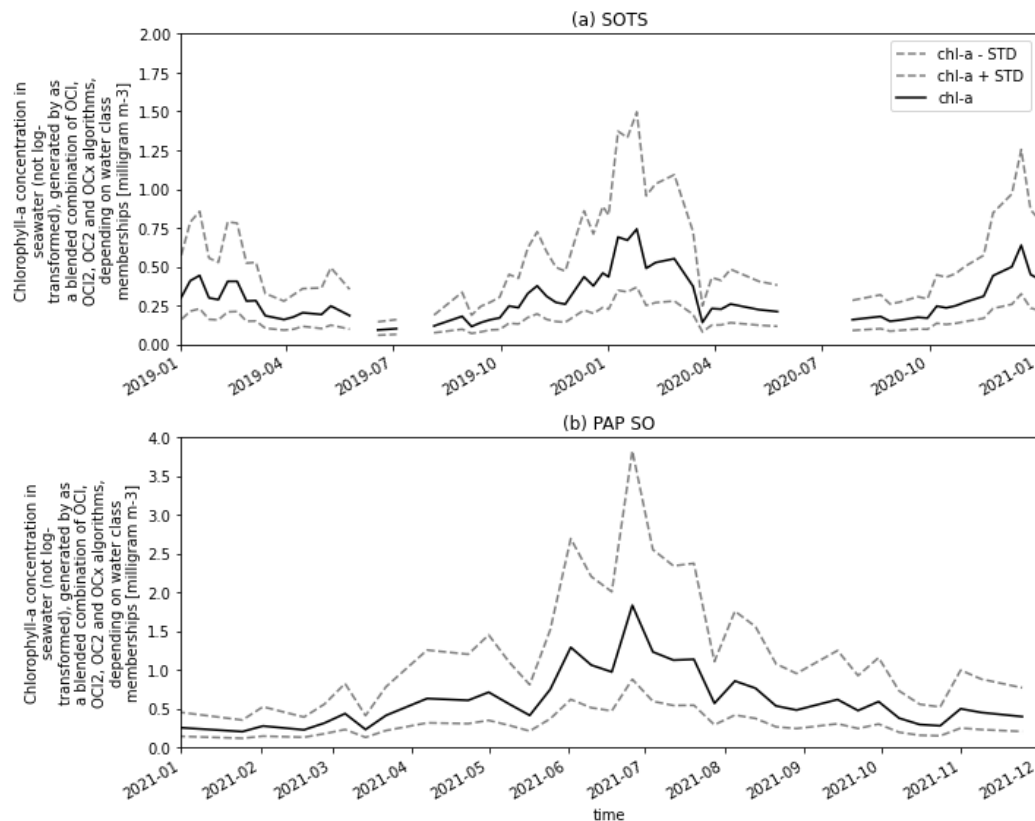 (a) SOTS
Chlorophyll-a concentration in
seawater (not log-
transformed), generated by as
a blended combination of OCI,
OCI2, OC2 and OCx algorithms,
depending on water class
memberships [milligram m-3]
2.00
1.75
1.50
1.25
1.00
0.75
0.50
0.25
0.00
chl-a - STD
chl-a + STD
chl-a
2019-01
2019-04
2019-07
2019-10
2020-01
2020-04
2020-07
2020-10
2021-01
(b) PAP SO
Chlorophyll-a concentration in
seawater (not log-
transformed), generated by as
a blended combination of OCI,
OCI2, OC2 and OCx algorithms,
depending on water class
memberships [milligram m-3]
4.0
3.5
3.0
2.5
2.0
1.5
1.0
0.5
0.0
2021-01
2021-02
2021-03
2021-04
2021-05
2021-06
2021-07
2021-08
2021-09
2021-10
2021-11
2021-12
time